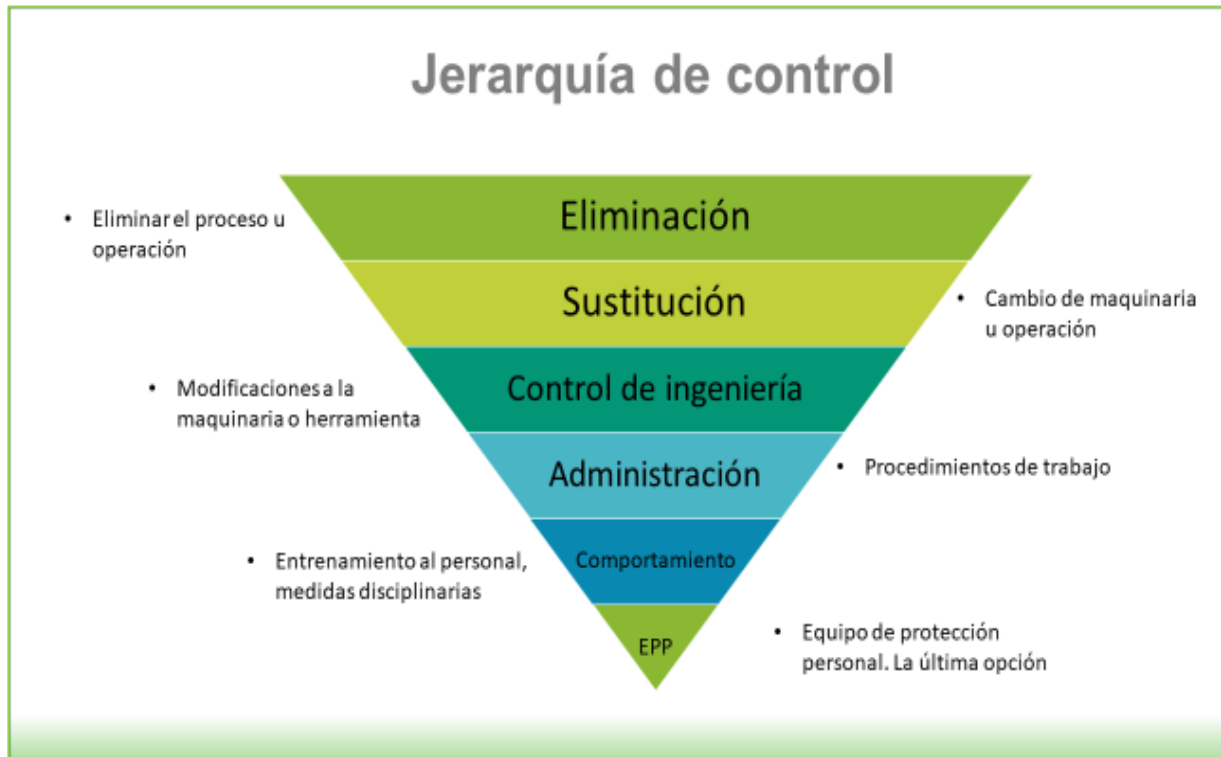 Jerarquía de control
Eliminación
• Eliminar el proceso u
operación
Sustitución
• Cambio de maquinaria
u operación
Control de ingeniería
• Modificaciones a la
maquinaria o herramienta
Administración
• Procedimientos de trabajo
Comportamiento
• Entrenamiento al personal,
medidas disciplinarias
EPP
• Equipo de protección
personal. La última opción